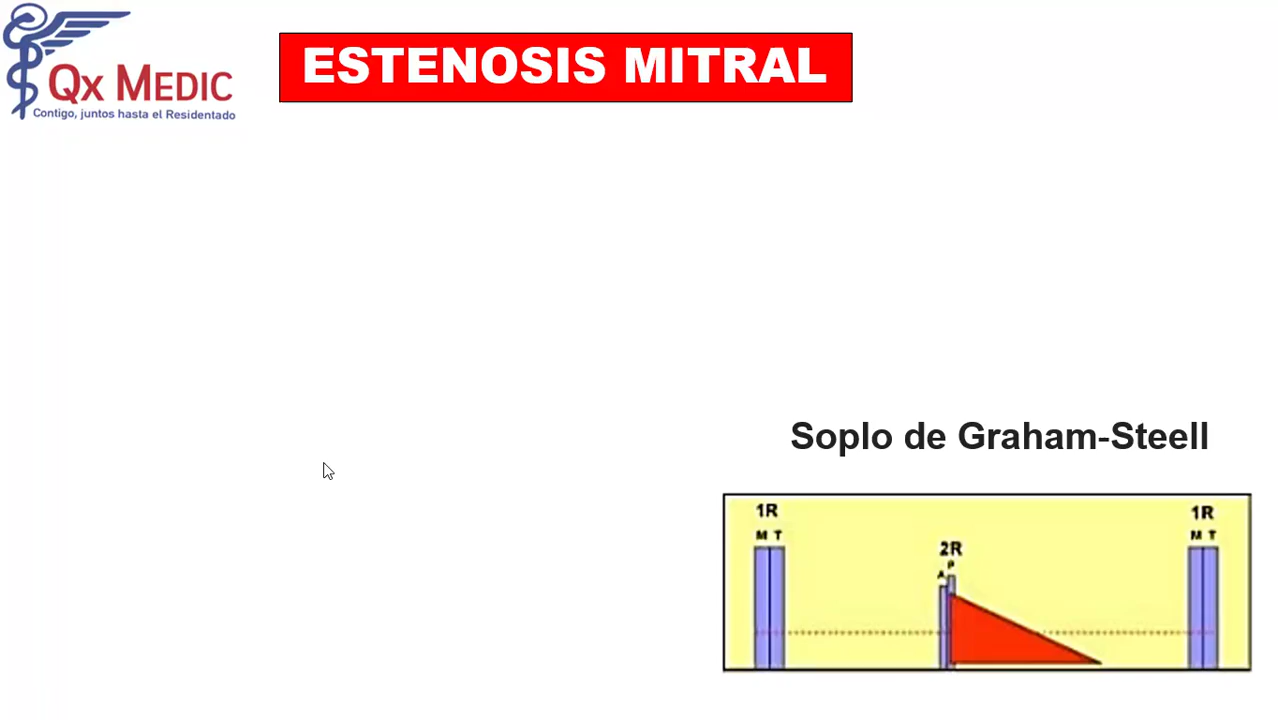 ESTENOSIS MITRAL
Qx MEDIC
Contigo, juntos hasta el Residentado
Soplo de Graham-Steell
1R 1R
M T M T
2R
P
A